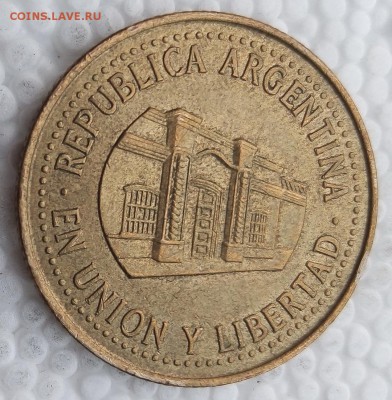 COINS.LAVE.RU
· REPUBLICA ARGENTINA ·
EN UNION Y LIBERTAD